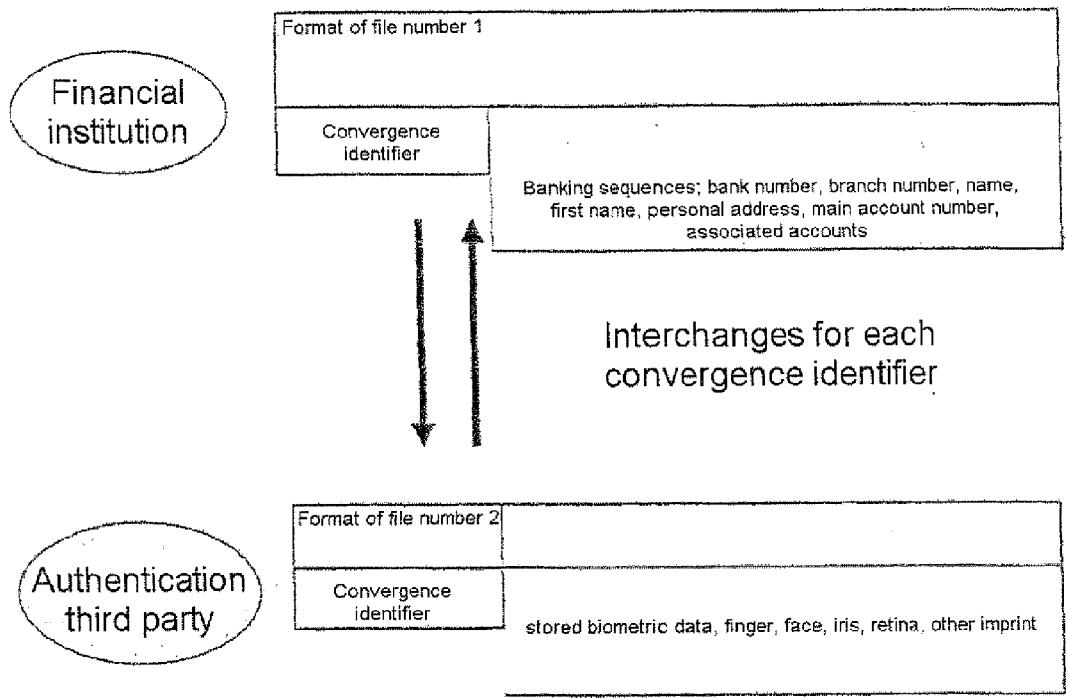 Format of file number 1
Financial
institution
Convergence
identifier
Banking sequences; bank number, branch number, name,
first name, personal address, main account number,
associated accounts
Interchanges for each
convergence identifier
Format of file number 2
Authentication
third party
Convergence
identifier
stored biometric data, finger, face, iris, retina, other imprint